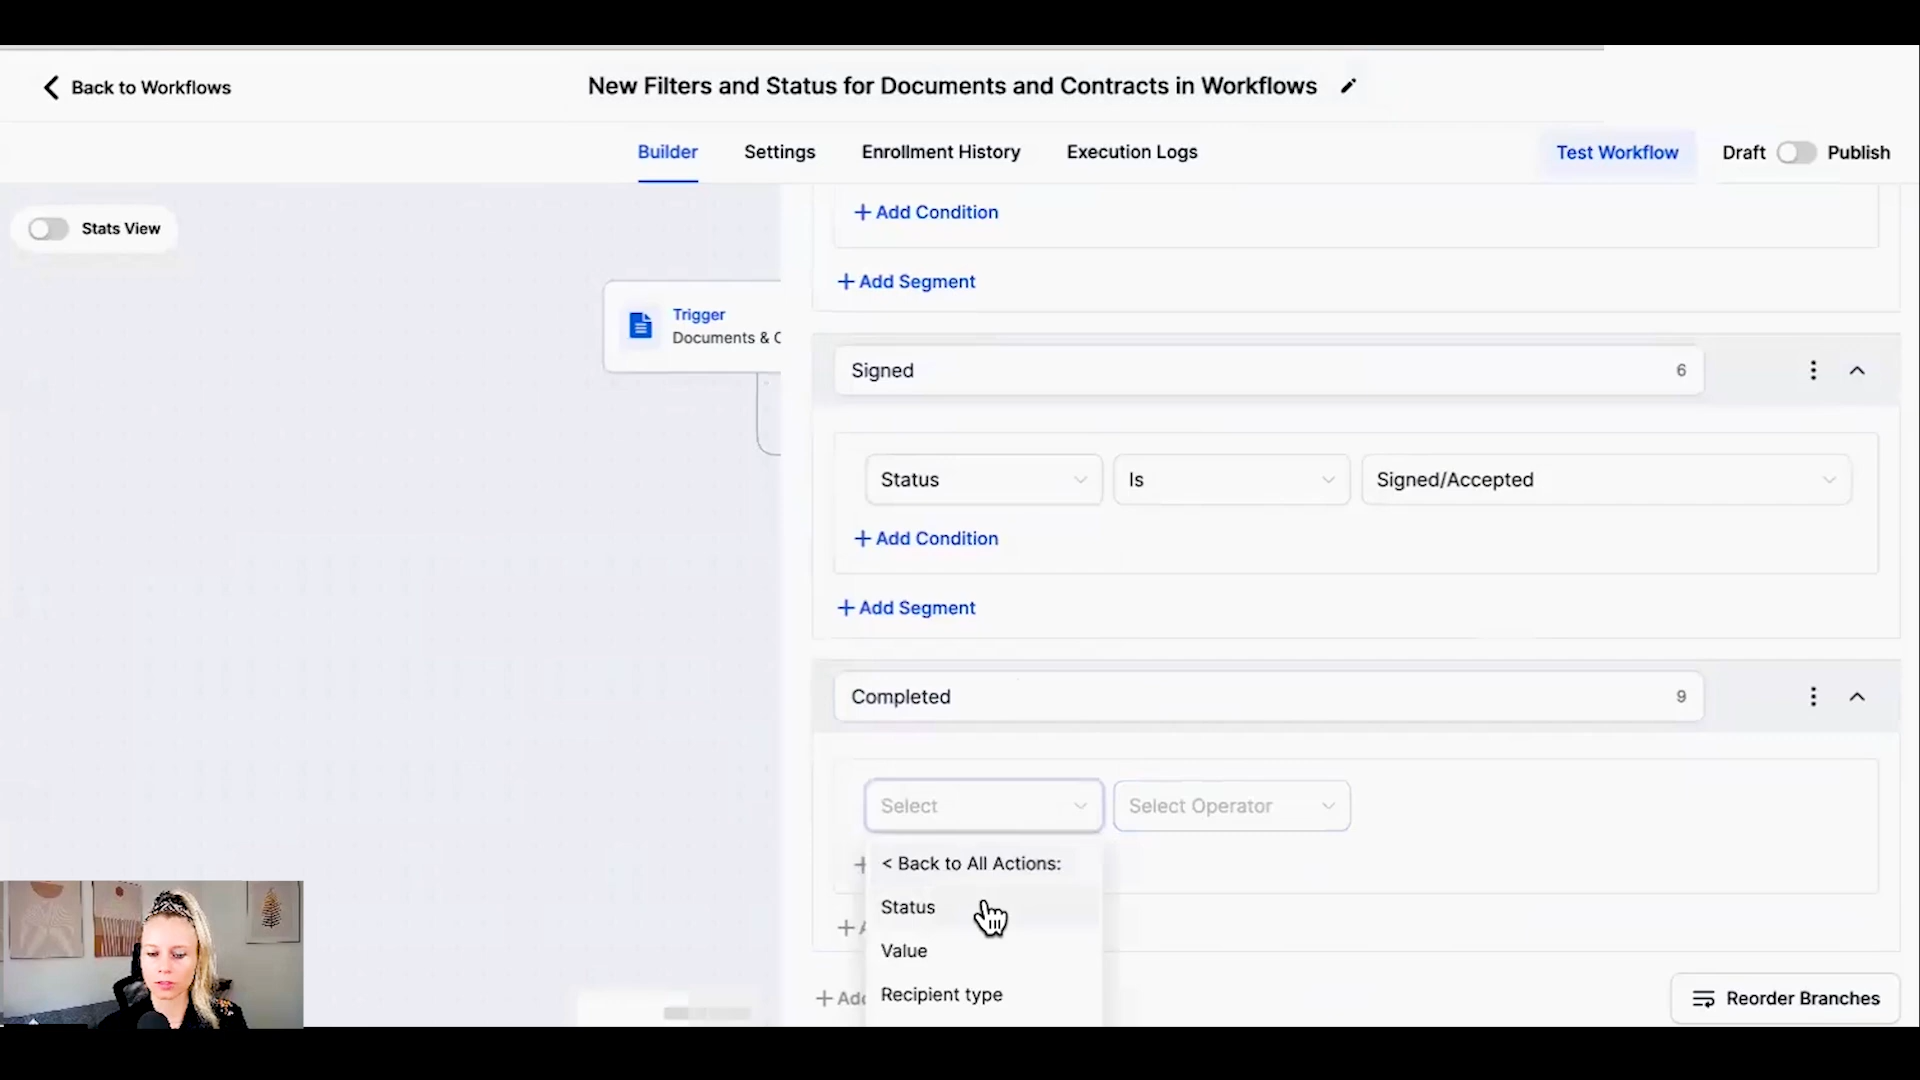 Back to Workflows
New Filters and Status for Documents and Contracts in Workflows
Builder
Settings
Enrollment History
Execution Logs
Test Workflow
Draft
Publish
Stats View
+ Add Condition
+ Add Segment
Trigger
Documents & C
Signed
6
Status
Is
Signed/Accepted
+ Add Condition
+ Add Segment
Completed
9
Select
Select Operator
< Back to All Actions:
Status
Value
Recipient type
+ Add
Reorder Branches